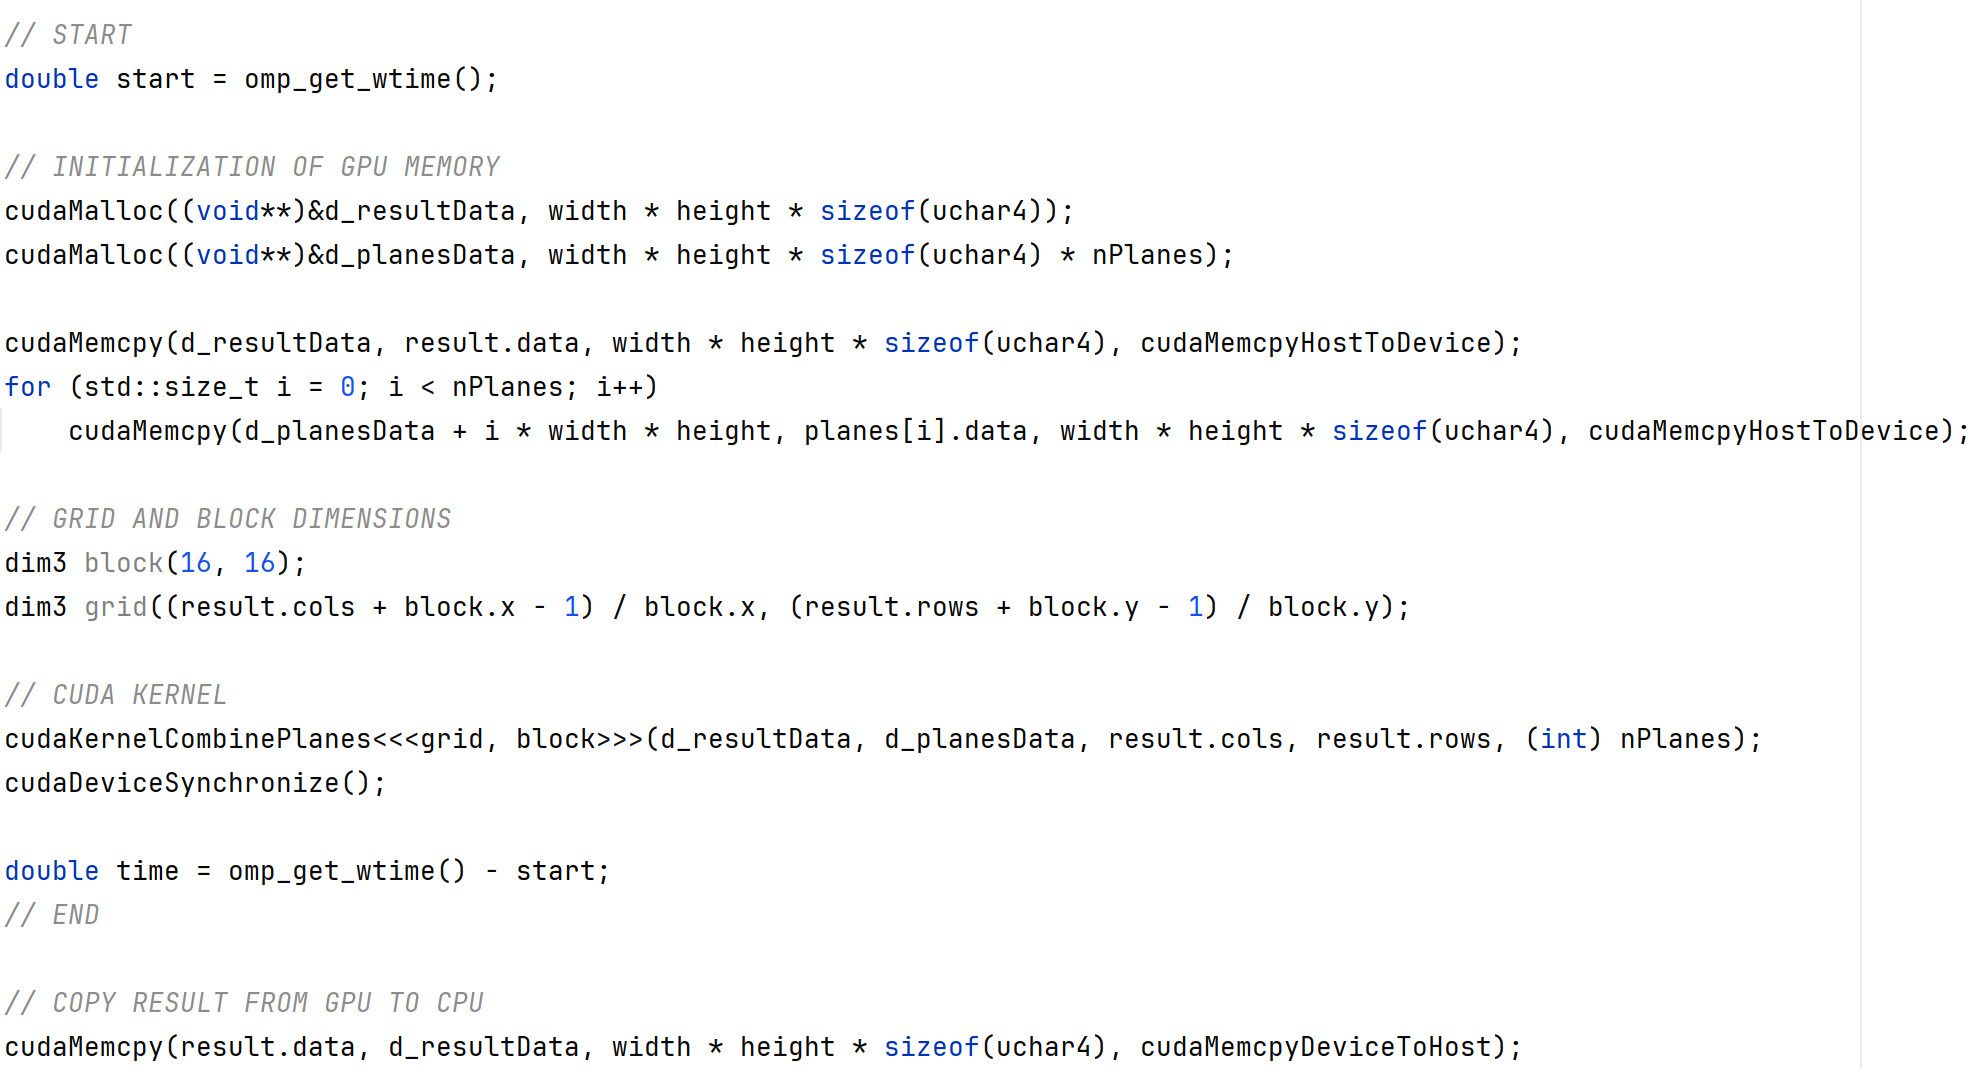 // START
double start = omp_get_wtime();
// INITIALIZATION OF GPU MEMORY
cudaMalloc((void**)&d_resultData, width * height * sizeof(uchar4));
cudaMalloc((void**)&d_planesData, width * height * sizeof(uchar4) * nPlanes);
cudaMemcpy(d_resultData, result.data, width * height * sizeof(uchar4), cudaMemcpyHostToDevice);
for (std::size_t i = 0; i < nPlanes; i++)
    cudaMemcpy(d_planesData + i * width * height, planes[i].data, width * height * sizeof(uchar4), cudaMemcpyHostToDevice);
// GRID AND BLOCK DIMENSIONS
dim3 block(16, 16);
dim3 grid((result.cols + block.x - 1) / block.x, (result.rows + block.y - 1) / block.y);
// CUDA KERNEL
cudaKernelCombinePlanes<<<grid, block>>>(d_resultData, d_planesData, result.cols, result.rows, (int) nPlanes);
cudaDeviceSynchronize();
double time = omp_get_wtime() - start;
// END
// COPY RESULT FROM GPU TO CPU
cudaMemcpy(result.data, d_resultData, width * height * sizeof(uchar4), cudaMemcpyDeviceToHost);